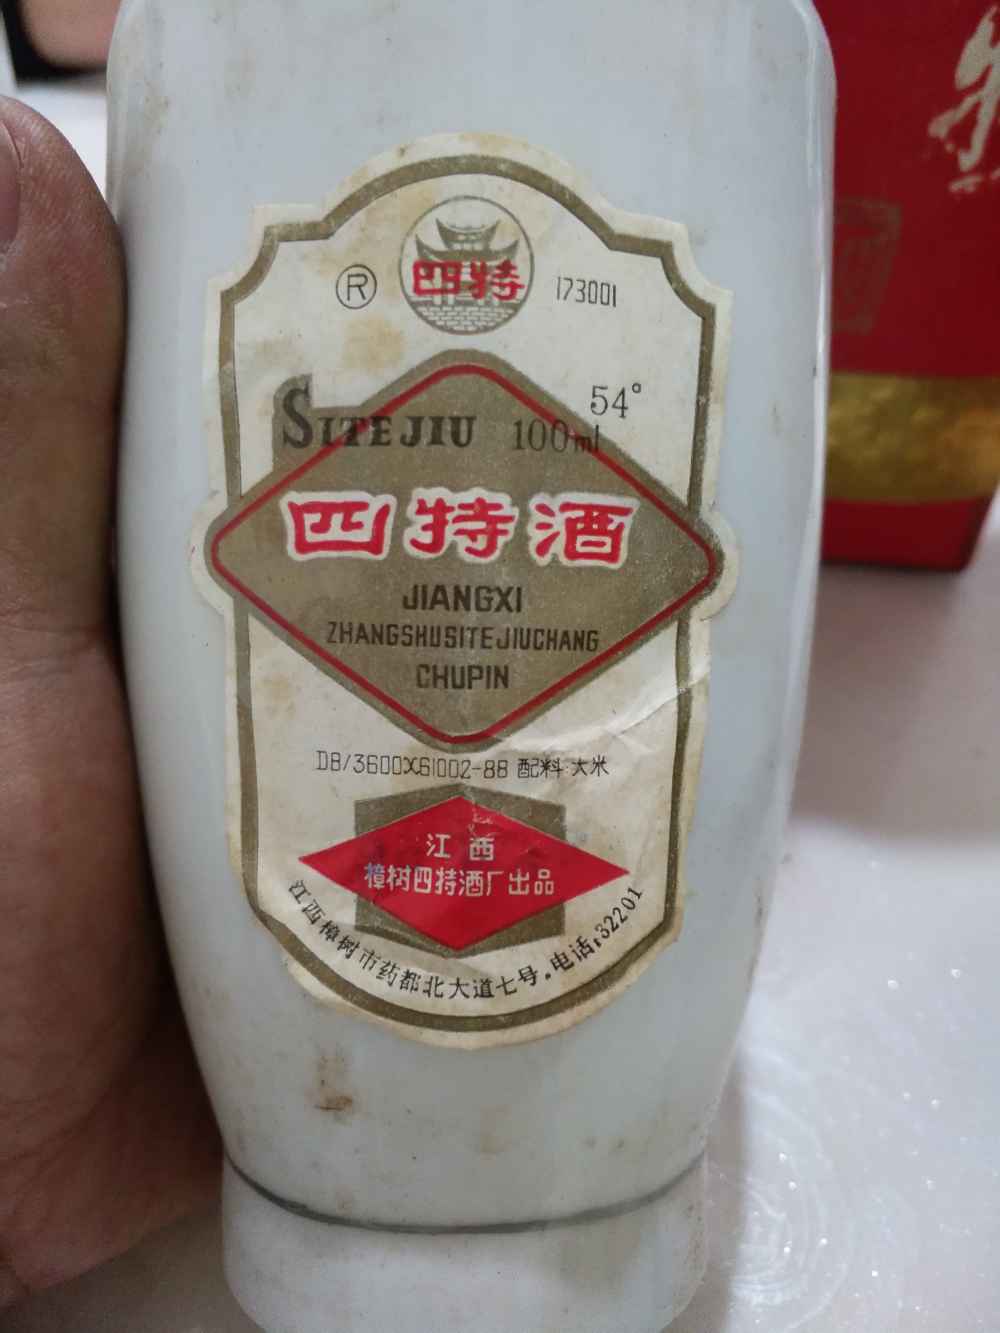 四特
R 173001
54°
SITE JIU 100ml
四特酒
JIANGXI
ZHANGSHUSITEJIUCHANG
CHUPIN
DB/3600X61002-88 配料:大米
江西
樟树四特酒厂出品
江西樟树市药都北大道七号.电话:32201